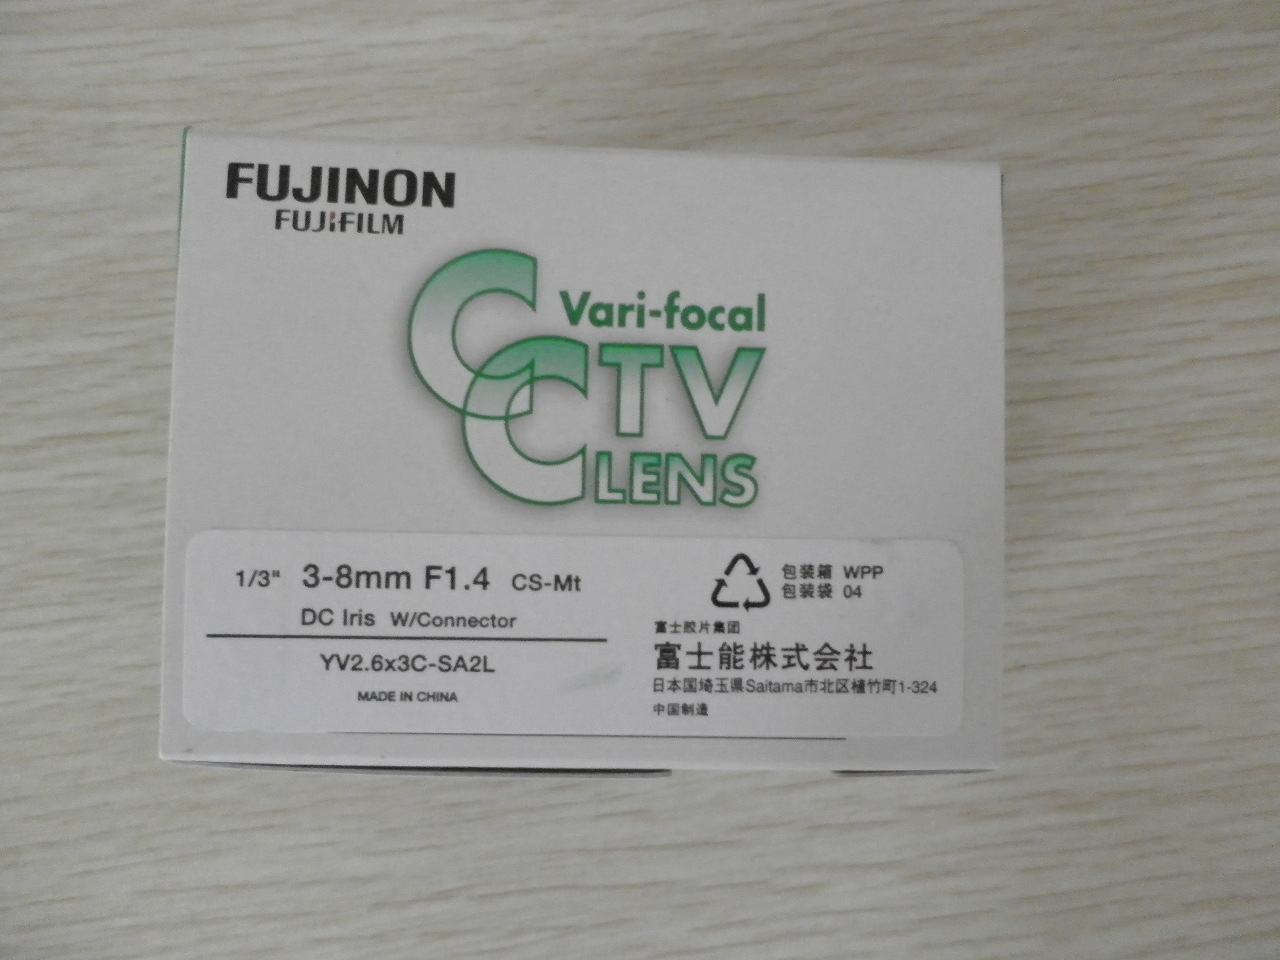 FUJINON
FUJIFILM
Vari-focal
CCTV
LENS
1/3" 3-8mm F1.4 CS-Mt
DC Iris W/Connector
YV2.6x3C-SA2L
MADE IN CHINA
包装箱 WPP
包装袋 04
富士胶片集团
富士能株式会社
日本国埼玉県Saitama市北区植竹町1-324
中国制造